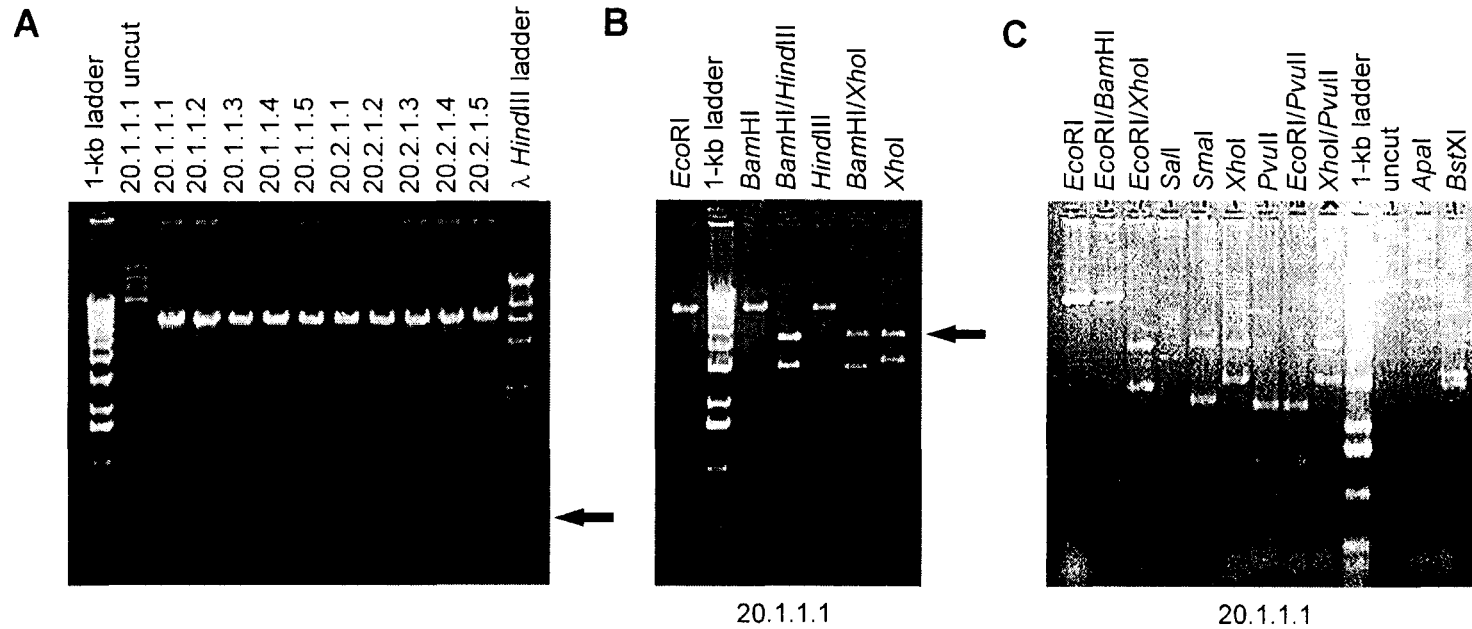 A
1-kb ladder
20.1.1.1 uncut
20.1.1.1
20.1.1.2
20.1.1.3
20.1.1.4
20.1.1.5
20.2.1.1
20.2.1.2
20.2.1.3
20.2.1.4
20.2.1.5
λ HindIII ladder
B
EcoRI
1-kb ladder
BamHI
BamHI/HindIII
HindIII
BamHI/XhoI
XhoI
20.1.1.1
C
EcoRI
EcoRI/BamHI
EcoRI/XhoI
SalI
SmaI
XhoI
PvuII
EcoRI/PvuII
XhoI/PvuII
1-kb ladder
uncut
ApaI
BstXI
20.1.1.1